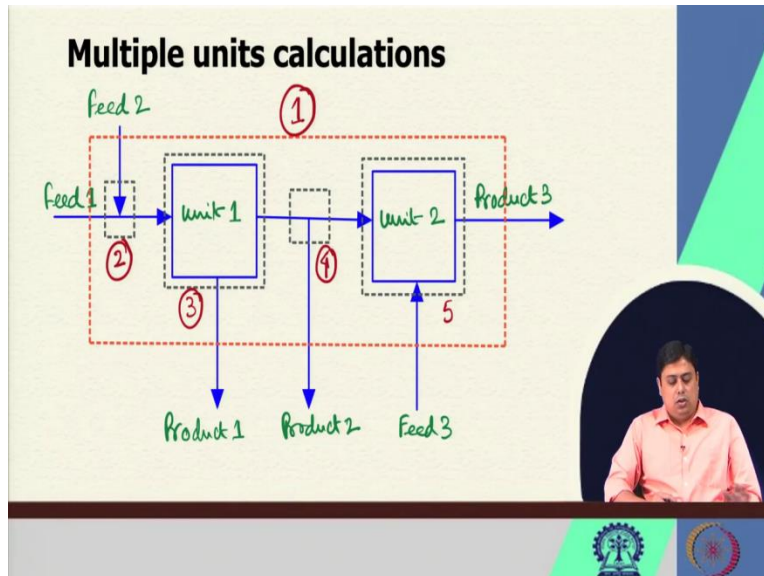 Multiple units calculations
Feed 2
1
Feed 1
Unit 1
Unit 2
Product 3
2
4
3
5
Product 1
Product 2
Feed 3